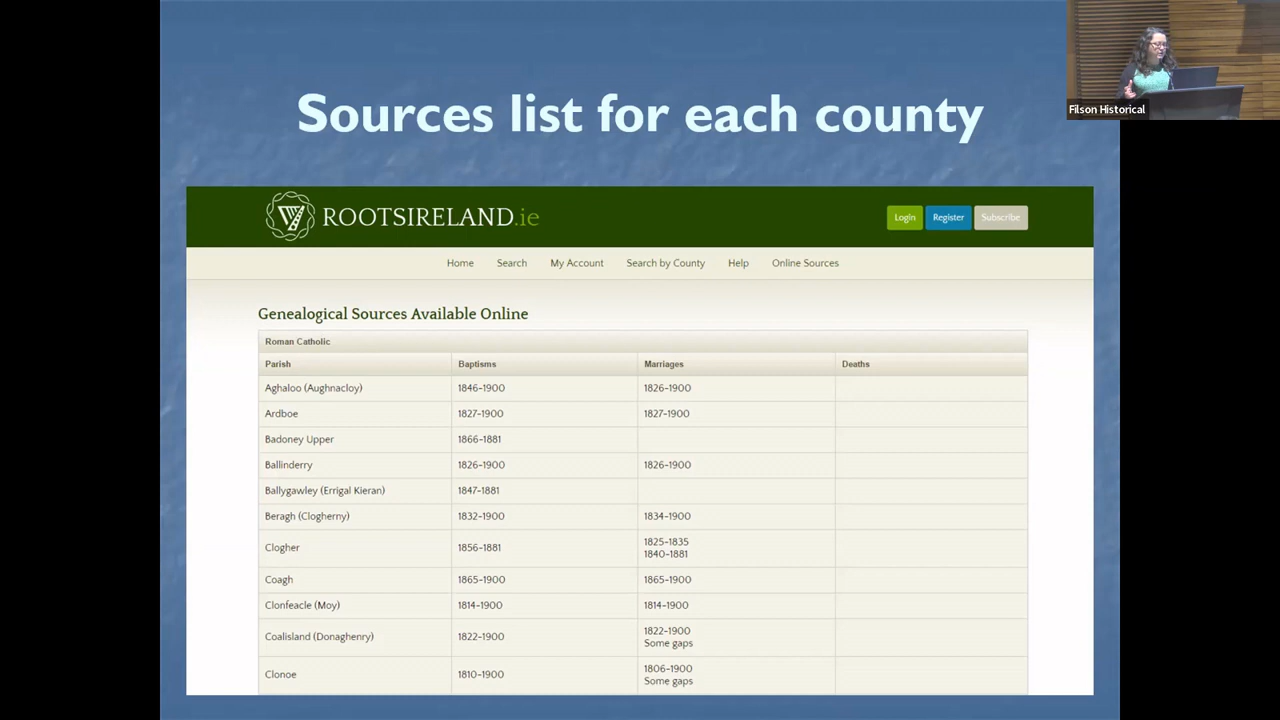 Sources list for each county
Filson Historical
ROOTSIRELAND.ie
Login Register Subscribe
Home Search My Account Search by County Help Online Sources
Genealogical Sources Available Online
Roman Catholic
Parish Baptisms Marriages Deaths
Aghaloo (Aughnacloy) 1846-1900 1826-1900
Ardboe 1827-1900 1827-1900
Badoney Upper 1866-1881
Ballinderry 1826-1900 1826-1900
Ballygawley (Errigal Kieran) 1847-1881
Beragh (Clogherny) 1832-1900 1834-1900
Clogher 1856-1881 1825-1835
1840-1881
Coagh 1865-1900 1865-1900
Clonfeacle (Moy) 1814-1900 1814-1900
Coalisland (Donaghenry) 1822-1900 1822-1900
Some gaps
Clonoe 1810-1900 1806-1900
Some gaps